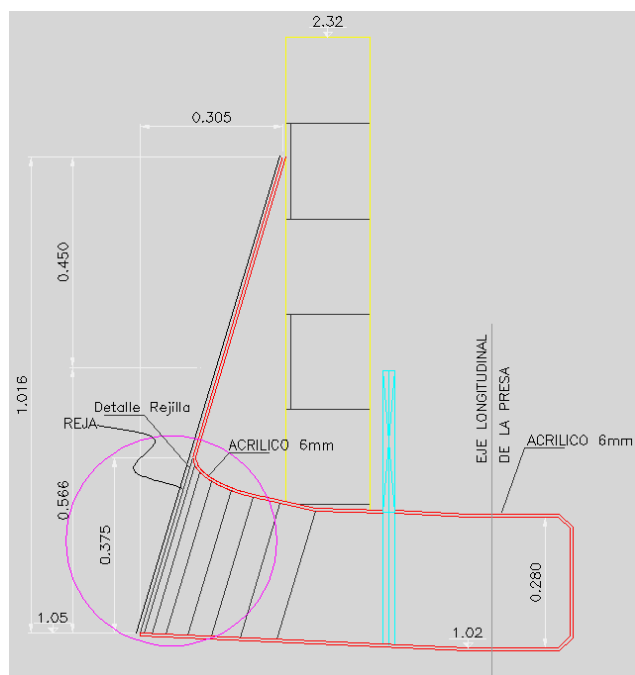 2.32
0.305
0.450
1.016
Detalle Rejilla
REJA
ACRILICO 6mm
EJE LONGITUDINAL
DE LA PRESA
ACRILICO 6mm
0.566
0.375
0.280
1.05
1.02